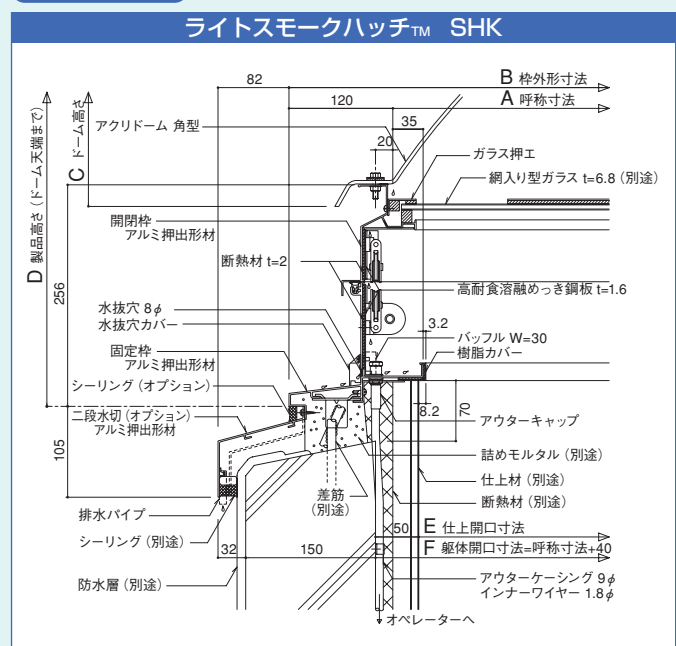 ライトスモークハッチTM SHK
82
B 枠外形寸法
120
A 呼称寸法
35
アクリドーム 角型
20
ガラス押エ
網入り型ガラス t=6.8 (別途)
D 製品高さ (ドーム天端まで)
C ドーム高さ
開閉枠
アルミ押出形材
断熱材 t=2
256
高耐食溶融めっき鋼板 t=1.6
水抜穴 8φ
水抜穴カバー
3.2
バッフル W=30
樹脂カバー
固定枠
アルミ押出形材
シーリング (オプション)
二段水切 (オプション)
アルミ押出形材
8.2
70
アウターキャップ
105
詰めモルタル (別途)
仕上材 (別途)
差筋
(別途)
断熱材 (別途)
排水パイプ
シーリング (別途)
50
E 仕上開口寸法
32
150
F 躯体開口寸法=呼称寸法+40
防水層 (別途)
アウターケーシング 9φ
インナーワイヤー 1.8φ
オペレーターへ